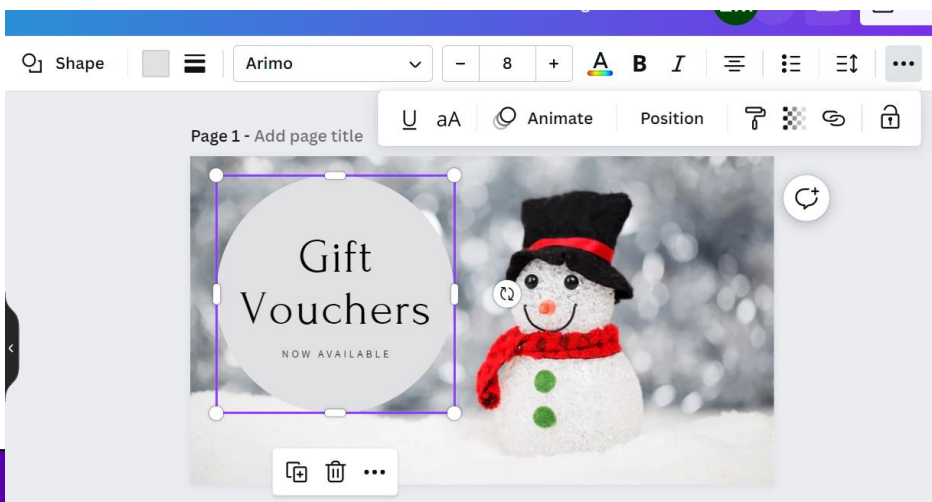 Shape
Arimo
- 8 +
A B I
U aA Animate Position
Page 1 - Add page title
Gift
Vouchers
NOW AVAILABLE